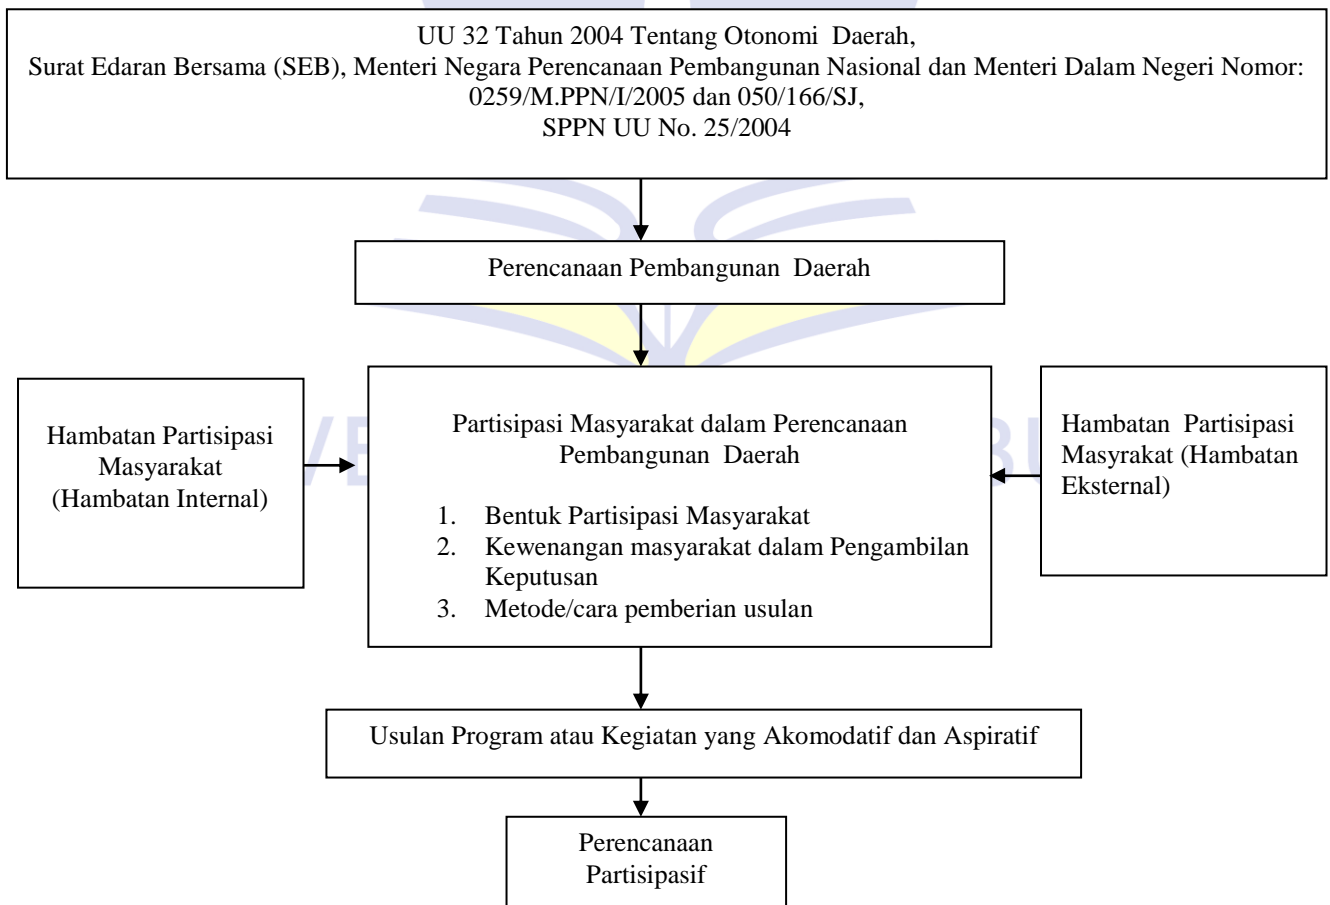 UU 32 Tahun 2004 Tentang Otonomi Daerah,
Surat Edaran Bersama (SEB), Menteri Negara Perencanaan Pembangunan Nasional dan Menteri Dalam Negeri Nomor:
0259/M.PPN/I/2005 dan 050/166/SJ,
SPPN UU No. 25/2004
Perencanaan Pembangunan Daerah
Hambatan Partisipasi
Masyarakat
(Hambatan Internal)
Partisipasi Masyarakat dalam Perencanaan
Pembangunan Daerah
1. Bentuk Partisipasi Masyarakat
2. Kewenangan masyarakat dalam Pengambilan
Keputusan
3. Metode/cara pemberian usulan
Hambatan Partisipasi
Masyrakat (Hambatan
Eksternal)
Usulan Program atau Kegiatan yang Akomodatif dan Aspiratif
Perencanaan
Partisipasif